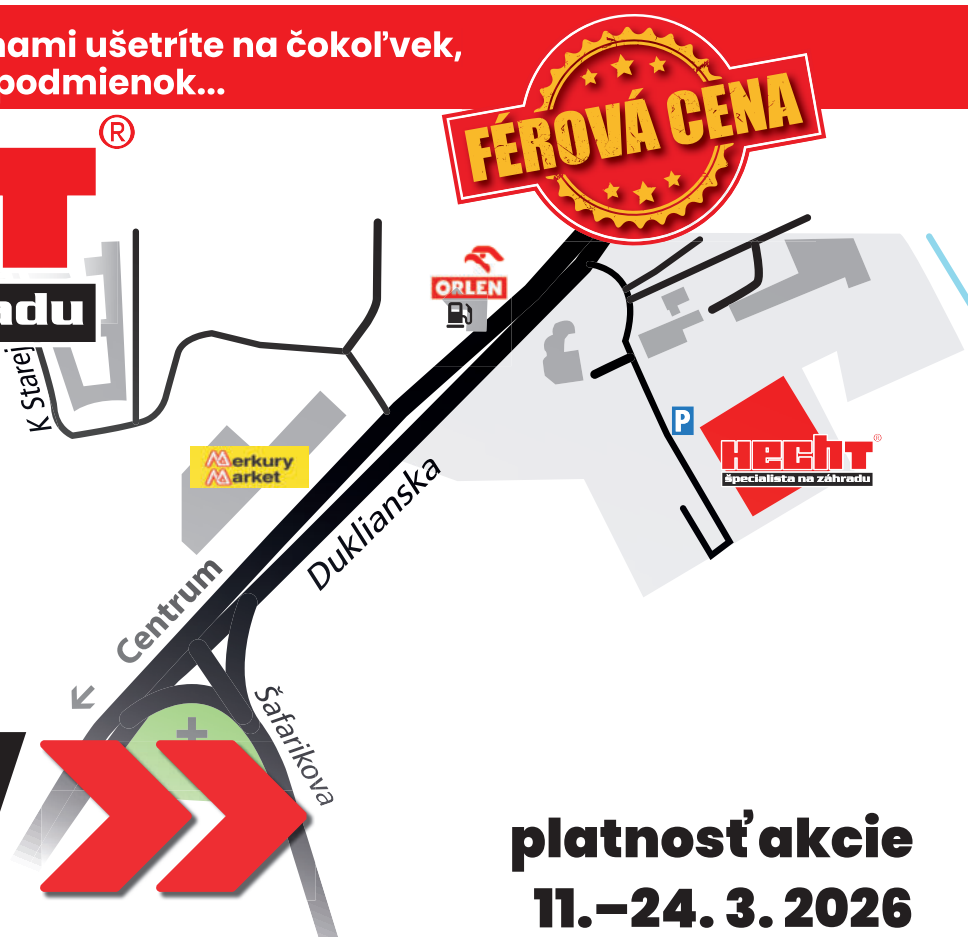 nami ušetríte na čokoľvek,
podmienok...
FÉROVÁ CENA
®
T
adu
K Starej
ORLEN
Merkury
Market
P
HECHT®
špecialista na záhradu
Duklianska
Centrum
Šafarikova
platnosť akcie
11.–24. 3. 2026